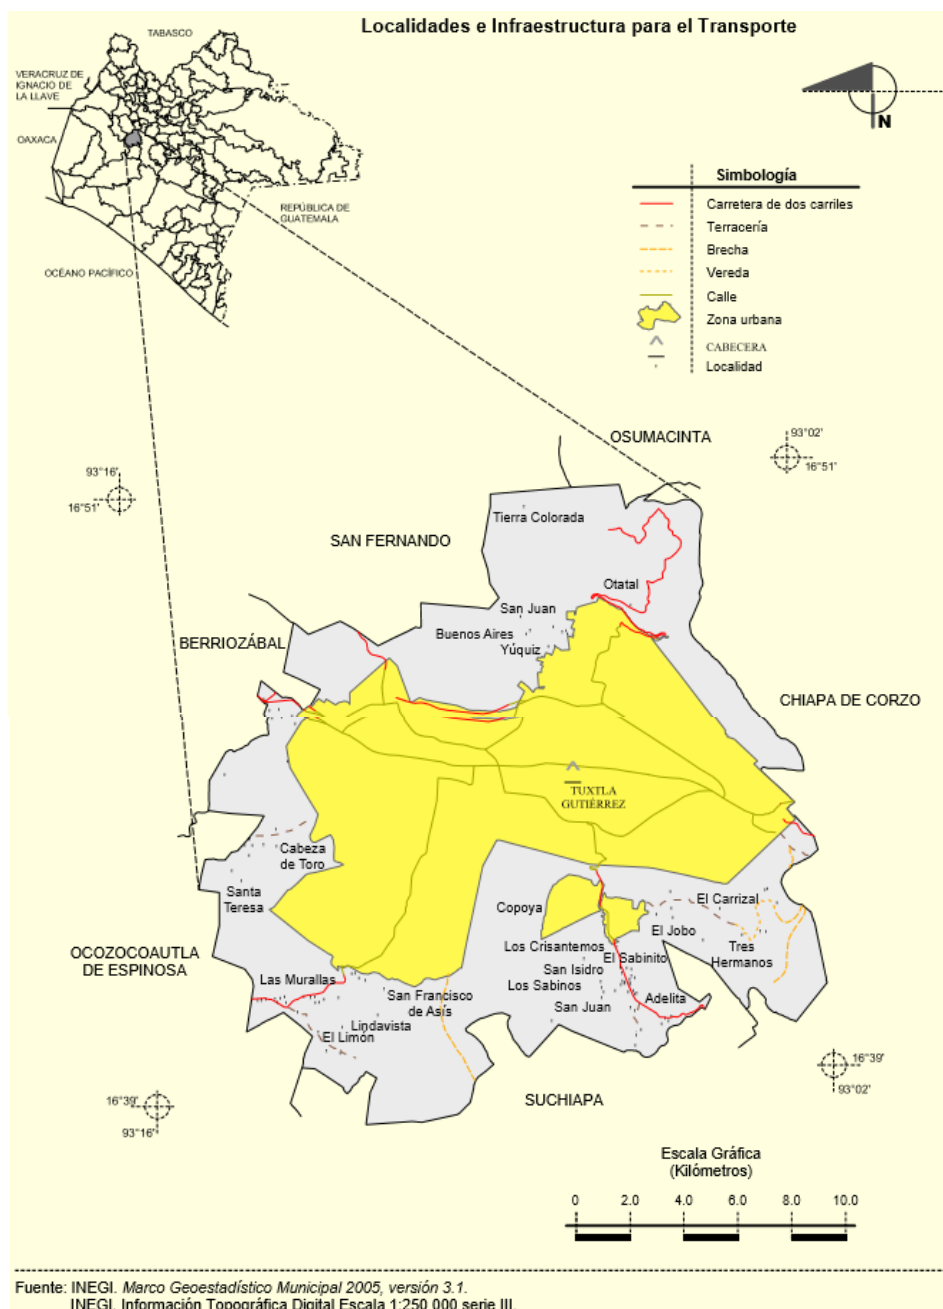 Localidades e Infraestructura para el Transporte
TABASCO
VERACRUZ DE
IGNACIO DE
LA LLAVE
OAXACA
REPÚBLICA DE
GUATEMALA
OCÉANO PACÍFICO
N
Simbología
Carretera de dos carriles
Terracería
Brecha
Vereda
Calle
Zona urbana
CABECERA
Localidad
OSUMACINTA
93°02'
16°51'
93°16'
16°51'
Tierra Colorada
SAN FERNANDO
Otatal
San Juan
Buenos Aires
Yúquiz
BERRIOZÁBAL
CHIAPA DE CORZO
TUXTLA
GUTIÉRREZ
Cabeza
de Toro
Santa
Teresa
El Carrizal
Copoya
El Jobo
Los Crisantemos
Tres
Hermanos
El Sabinito
OCOZOCOAUTLA
DE ESPINOSA
San Isidro
Las Murallas
Los Sabinos
San Francisco
de Asís
Adelita
San Juan
Lindavista
El Limón
16°39'
93°02'
16°39'
93°16'
SUCHIAPA
Escala Gráfica
(Kilómetros)
0 2.0 4.0 6.0 8.0 10.0
Fuente: INEGI. Marco Geoestadístico Municipal 2005, versión 3.1.
INEGI. Información Topográfica Digital Escala 1:250 000 serie III.